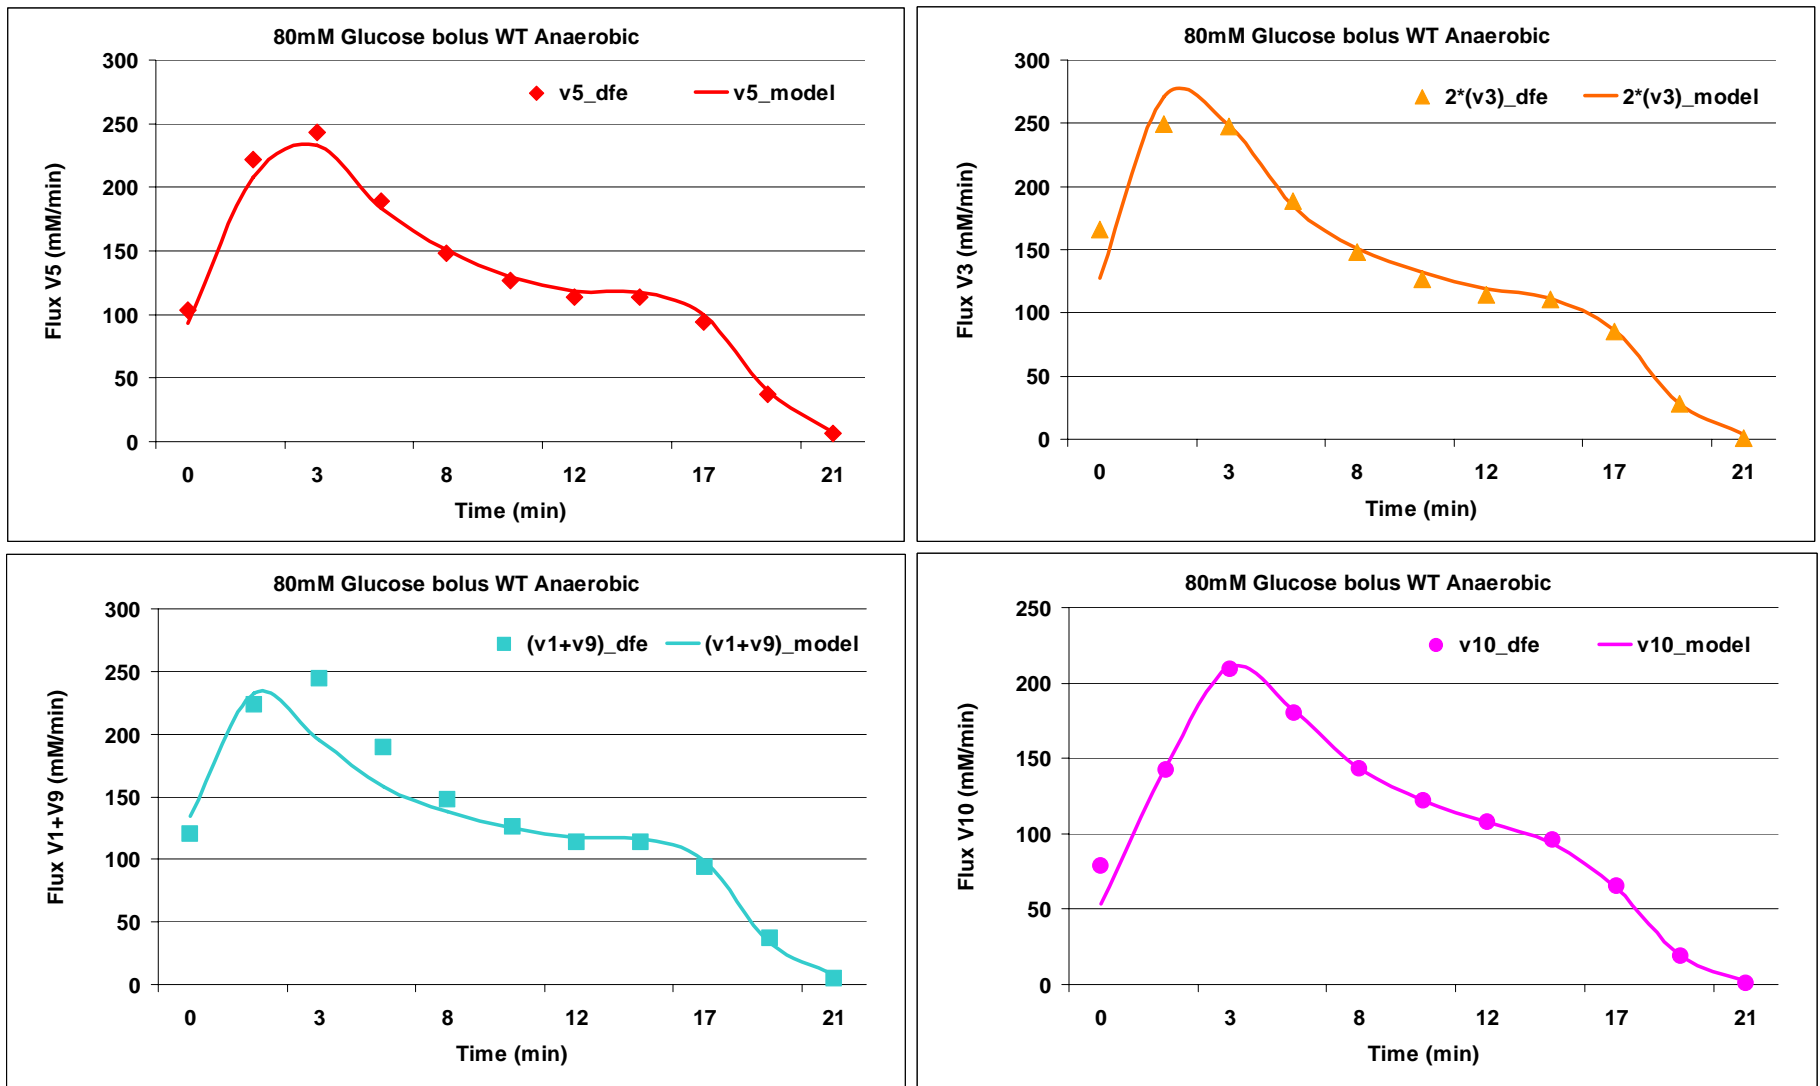 80mM Glucose bolus WT Anaerobic
300
250
200
150
100
50
0
v5_dfe v5_model
Flux V5 (mM/min)
0 3 8 12 17 21
Time (min)
80mM Glucose bolus WT Anaerobic
300
250
200
150
100
50
0
2*(v3)_dfe 2*(v3)_model
Flux V3 (mM/min)
0 3 8 12 17 21
Time (min)
80mM Glucose bolus WT Anaerobic
300
250
200
150
100
50
0
(v1+v9)_dfe (v1+v9)_model
Flux V1+V9 (mM/min)
0 3 8 12 17 21
Time (min)
80mM Glucose bolus WT Anaerobic
250
200
150
100
50
0
v10_dfe v10_model
Flux V10 (mM/min)
0 3 8 12 17 21
Time (min)